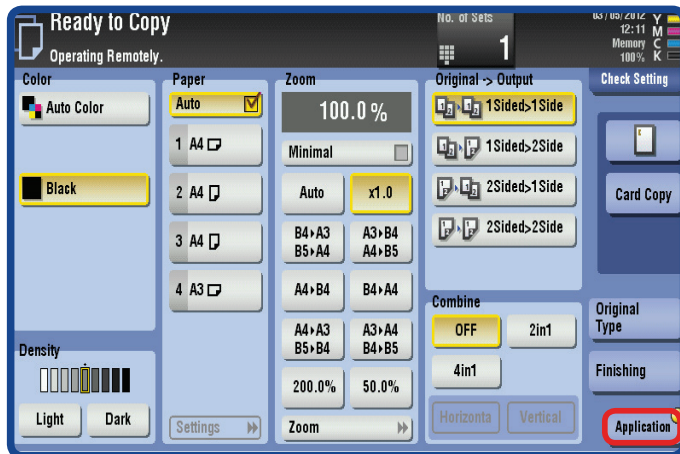 Ready to Copy
Operating Remotely.
No. of Sets
1
03/05/2012
12:11
Memory
100%
Y
M
C
K
Color
Auto Color
Black
Density
Light
Dark
Paper
Auto
1 A4
2 A4
3 A4
4 A3
Settings
Zoom
100.0%
Minimal
Auto
x1.0
B4▸A3
B5▸A4
A3▸B4
A4▸B5
A4▸B4
B4▸A4
A4▸A3
B5▸B4
A3▸A4
B4▸B5
200.0%
50.0%
Zoom
Original -> Output
1Sided>1Side
1Sided>2Side
2Sided>1Side
2Sided>2Side
Combine
OFF
2in1
4in1
Horizonta
Vertical
Check Setting
Card Copy
Original
Type
Finishing
Application